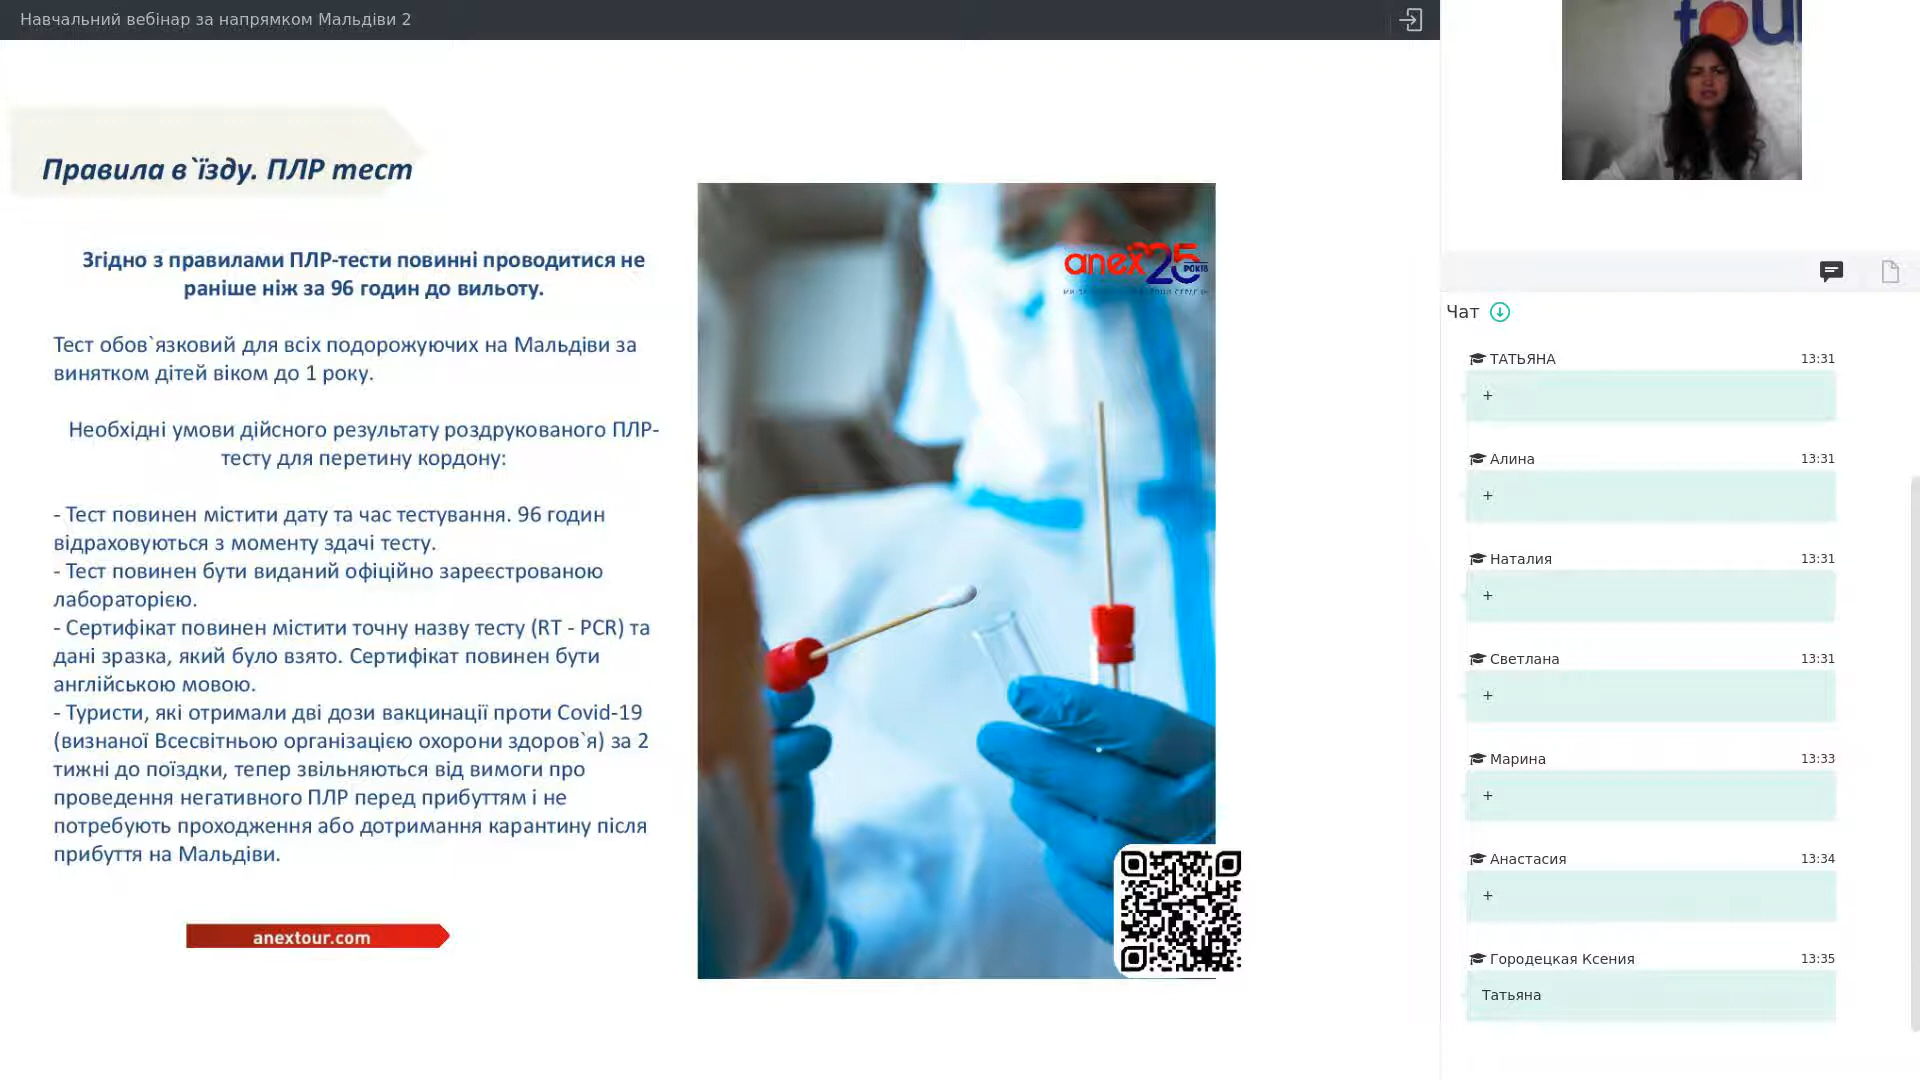 Навчальний вебінар за напрямком Мальдіви 2
tour
Правила в`їзду. ПЛР тест
Згідно з правилами ПЛР-тести повинні проводитися не
раніше ніж за 96 годин до вильоту.
Тест обов`язковий для всіх подорожуючих на Мальдіви за
винятком дітей віком до 1 року.
Необхідні умови дійсного результату роздрукованого ПЛР-
тесту для перетину кордону:
- Тест повинен містити дату та час тестування. 96 годин
відраховуються з моменту здачі тесту.
- Тест повинен бути виданий офіційно зареєстрованою
лабораторією.
- Сертифікат повинен містити точну назву тесту (RT - PCR) та
дані зразка, який було взято. Сертифікат повинен бути
англійською мовою.
- Туристи, які отримали дві дози вакцинації проти Covid-19
(визнаної Всесвітньою організацією охорони здоров`я) за 2
тижні до поїздки, тепер звільняються від вимоги про
проведення негативного ПЛР перед прибуттям і не
потребують проходження або дотримання карантину після
прибуття на Мальдіви.
anextour.com
anex 25
РОКІВ
Чат
ТАТЬЯНА 13:31
+
Алина 13:31
+
Наталия 13:31
+
Светлана 13:31
+
Марина 13:33
+
Анастасия 13:34
+
Городецкая Ксения 13:35
Татьяна